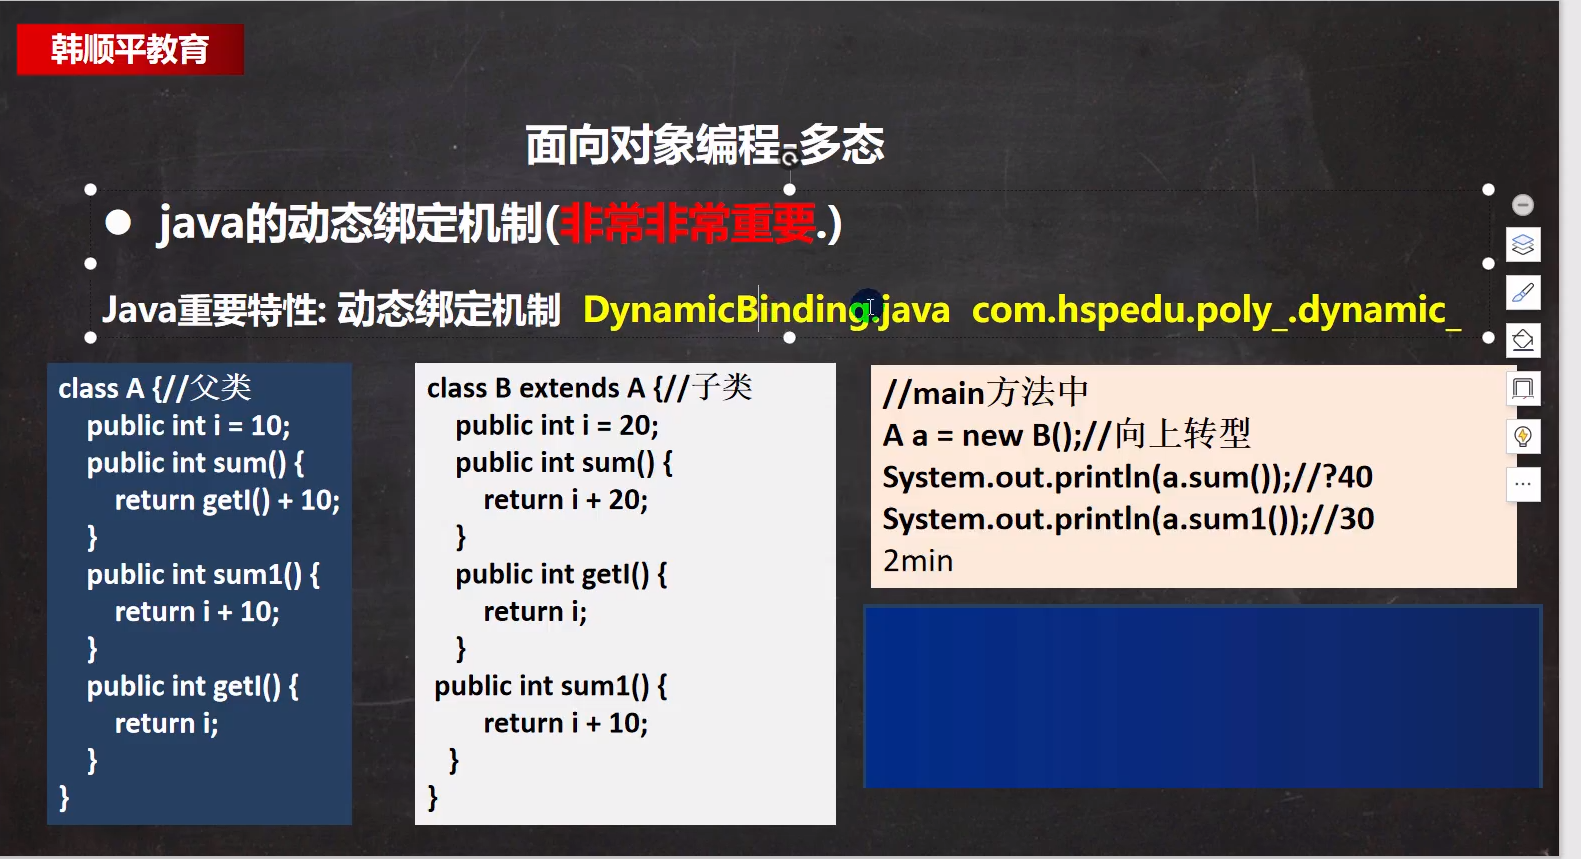 韩顺平教育
面向对象编程-多态
java的动态绑定机制(非常非常重要.)
Java重要特性: 动态绑定机制 DynamicBinding.java com.hspedu.poly_.dynamic_
class A {//父类
public int i = 10;
public int sum() {
return getI() + 10;
}
public int sum1() {
return i + 10;
}
public int getI() {
return i;
}
}
class B extends A {//子类
public int i = 20;
public int sum() {
return i + 20;
}
public int getI() {
return i;
}
public int sum1() {
return i + 10;
}
}
//main方法中
A a = new B();//向上转型
System.out.println(a.sum());//?40
System.out.println(a.sum1());//30
2min